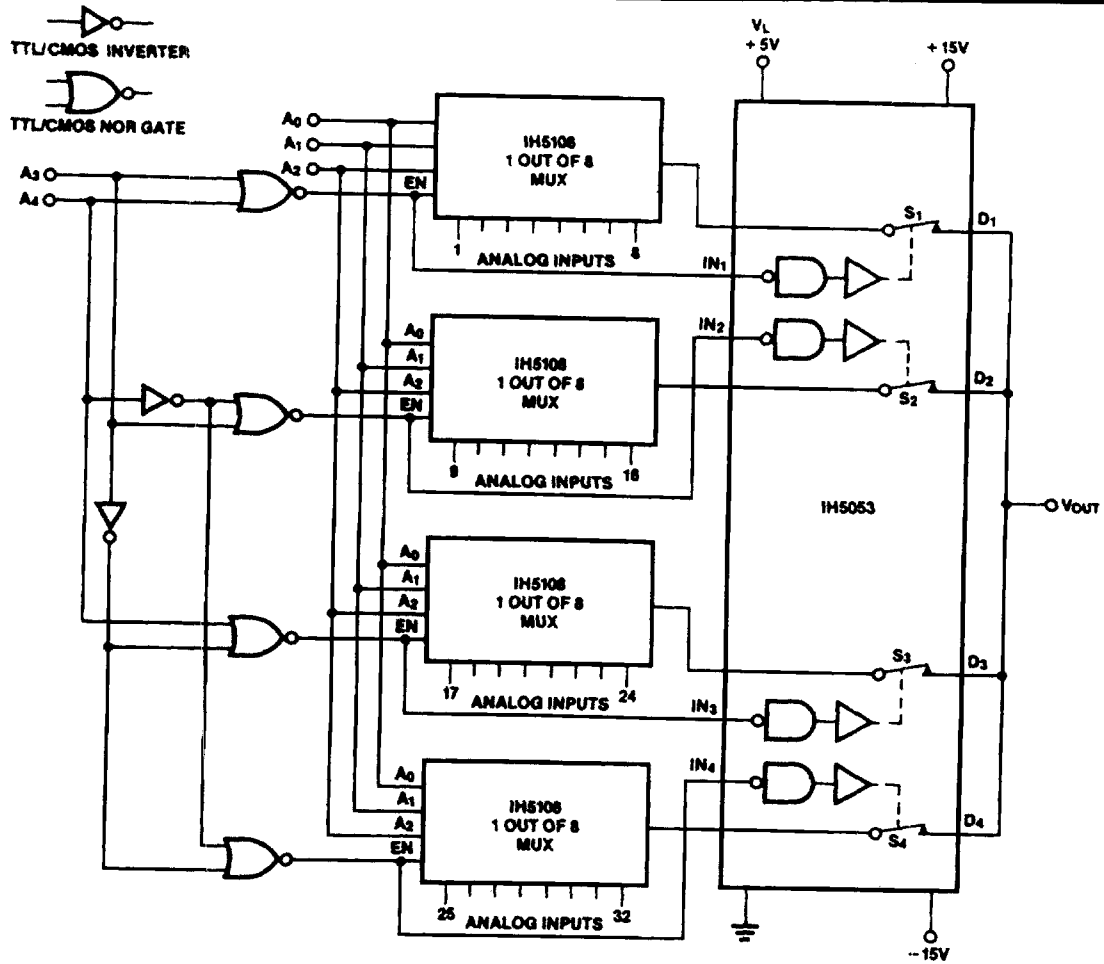 TTL/CMOS INVERTER
TTL/CMOS NOR GATE
VL
+5V
+15V
A0
A1
A2
EN
A3
A4
IH5108
1 OUT OF 8
MUX
1
8
ANALOG INPUTS
S1
D1
IN1
IN2
A0
A1
A2
EN
IH5108
1 OUT OF 8
MUX
9
16
ANALOG INPUTS
S2
D2
IH5053
VOUT
A0
A1
A2
EN
IH5108
1 OUT OF 8
MUX
17
24
ANALOG INPUTS
S3
D3
IN3
IN4
A0
A1
A2
EN
IH5108
1 OUT OF 8
MUX
25
32
ANALOG INPUTS
S4
D4
-15V